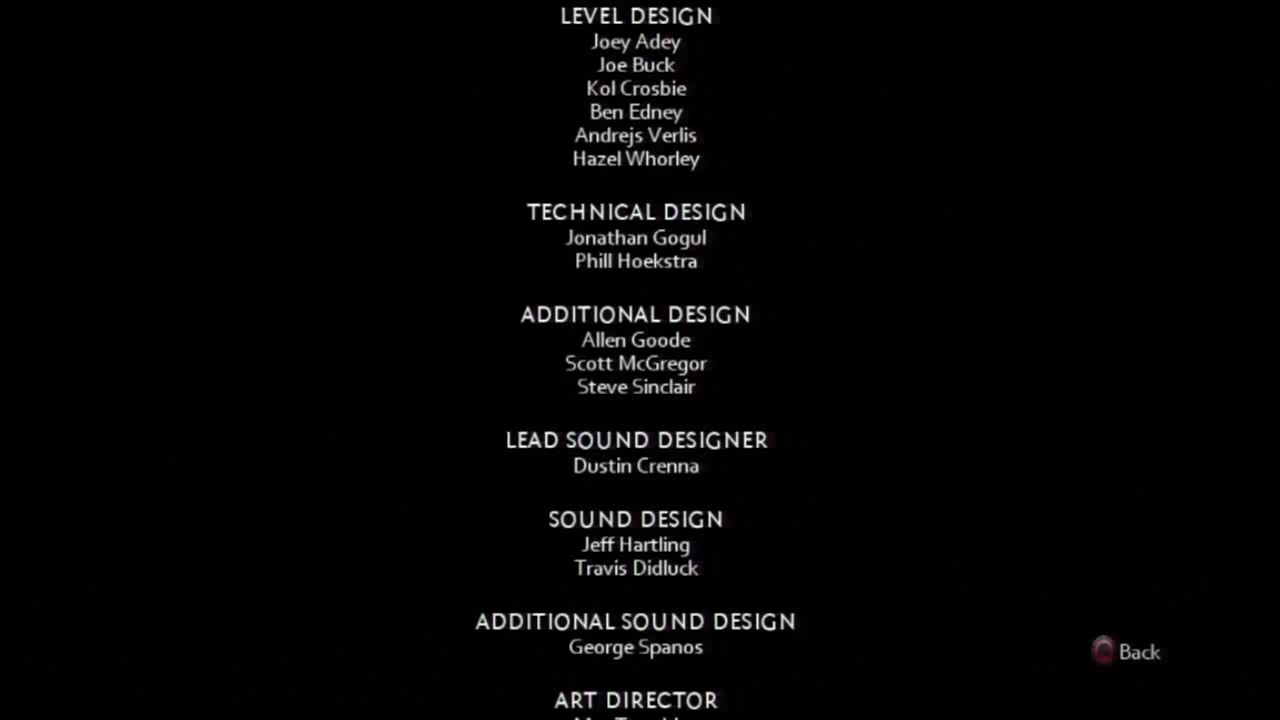 LEVEL DESIGN
Joey Adey
Joe Buck
Kol Crosbie
Ben Edney
Andrejs Verlis
Hazel Whorley
TECHNICAL DESIGN
Jonathan Gogul
Phill Hoekstra
ADDITIONAL DESIGN
Allen Goode
Scott McGregor
Steve Sinclair
LEAD SOUND DESIGNER
Dustin Crenna
SOUND DESIGN
Jeff Hartling
Travis Didluck
ADDITIONAL SOUND DESIGN
George Spanos
Back
ART DIRECTOR